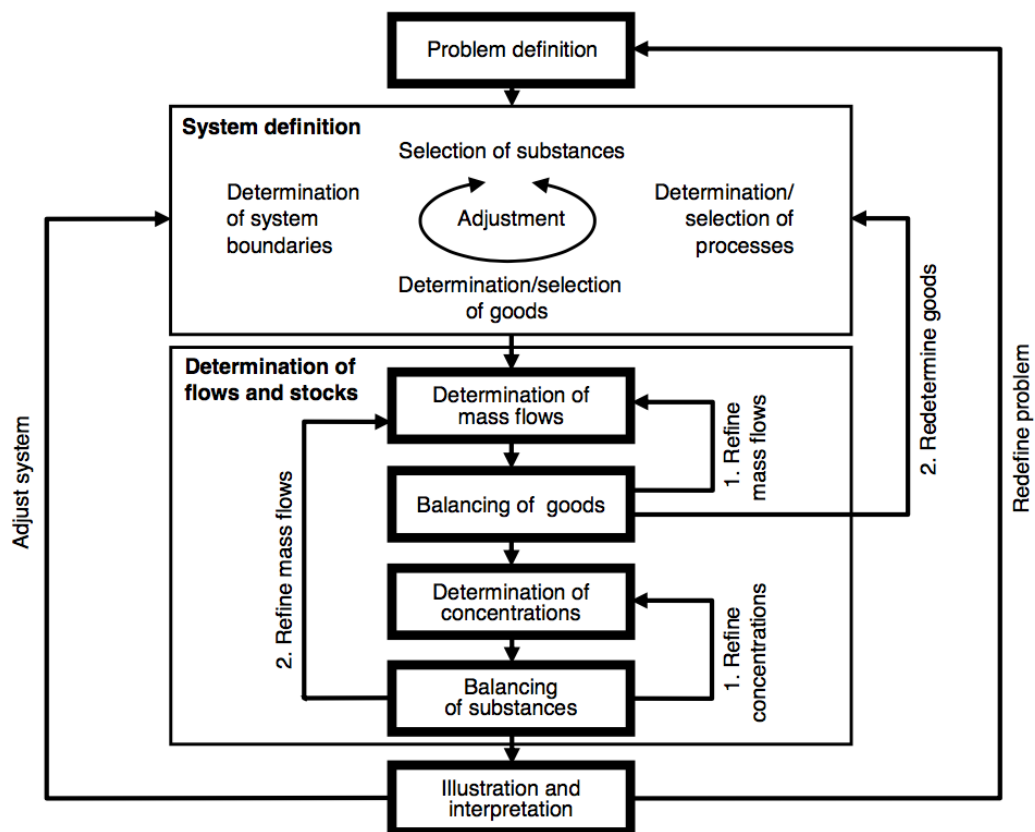 Problem definition
System definition
Selection of substances
Determination
of system
boundaries
Adjustment
Determination/
selection of
processes
Determination/selection
of goods
Determination of
flows and stocks
Determination of
mass flows
1. Refine
mass flows
Balancing of goods
2. Redetermine goods
Determination of
concentrations
1. Refine
concentrations
2. Refine mass flows
Balancing
of substances
Adjust system
Redefine problem
Illustration and
interpretation